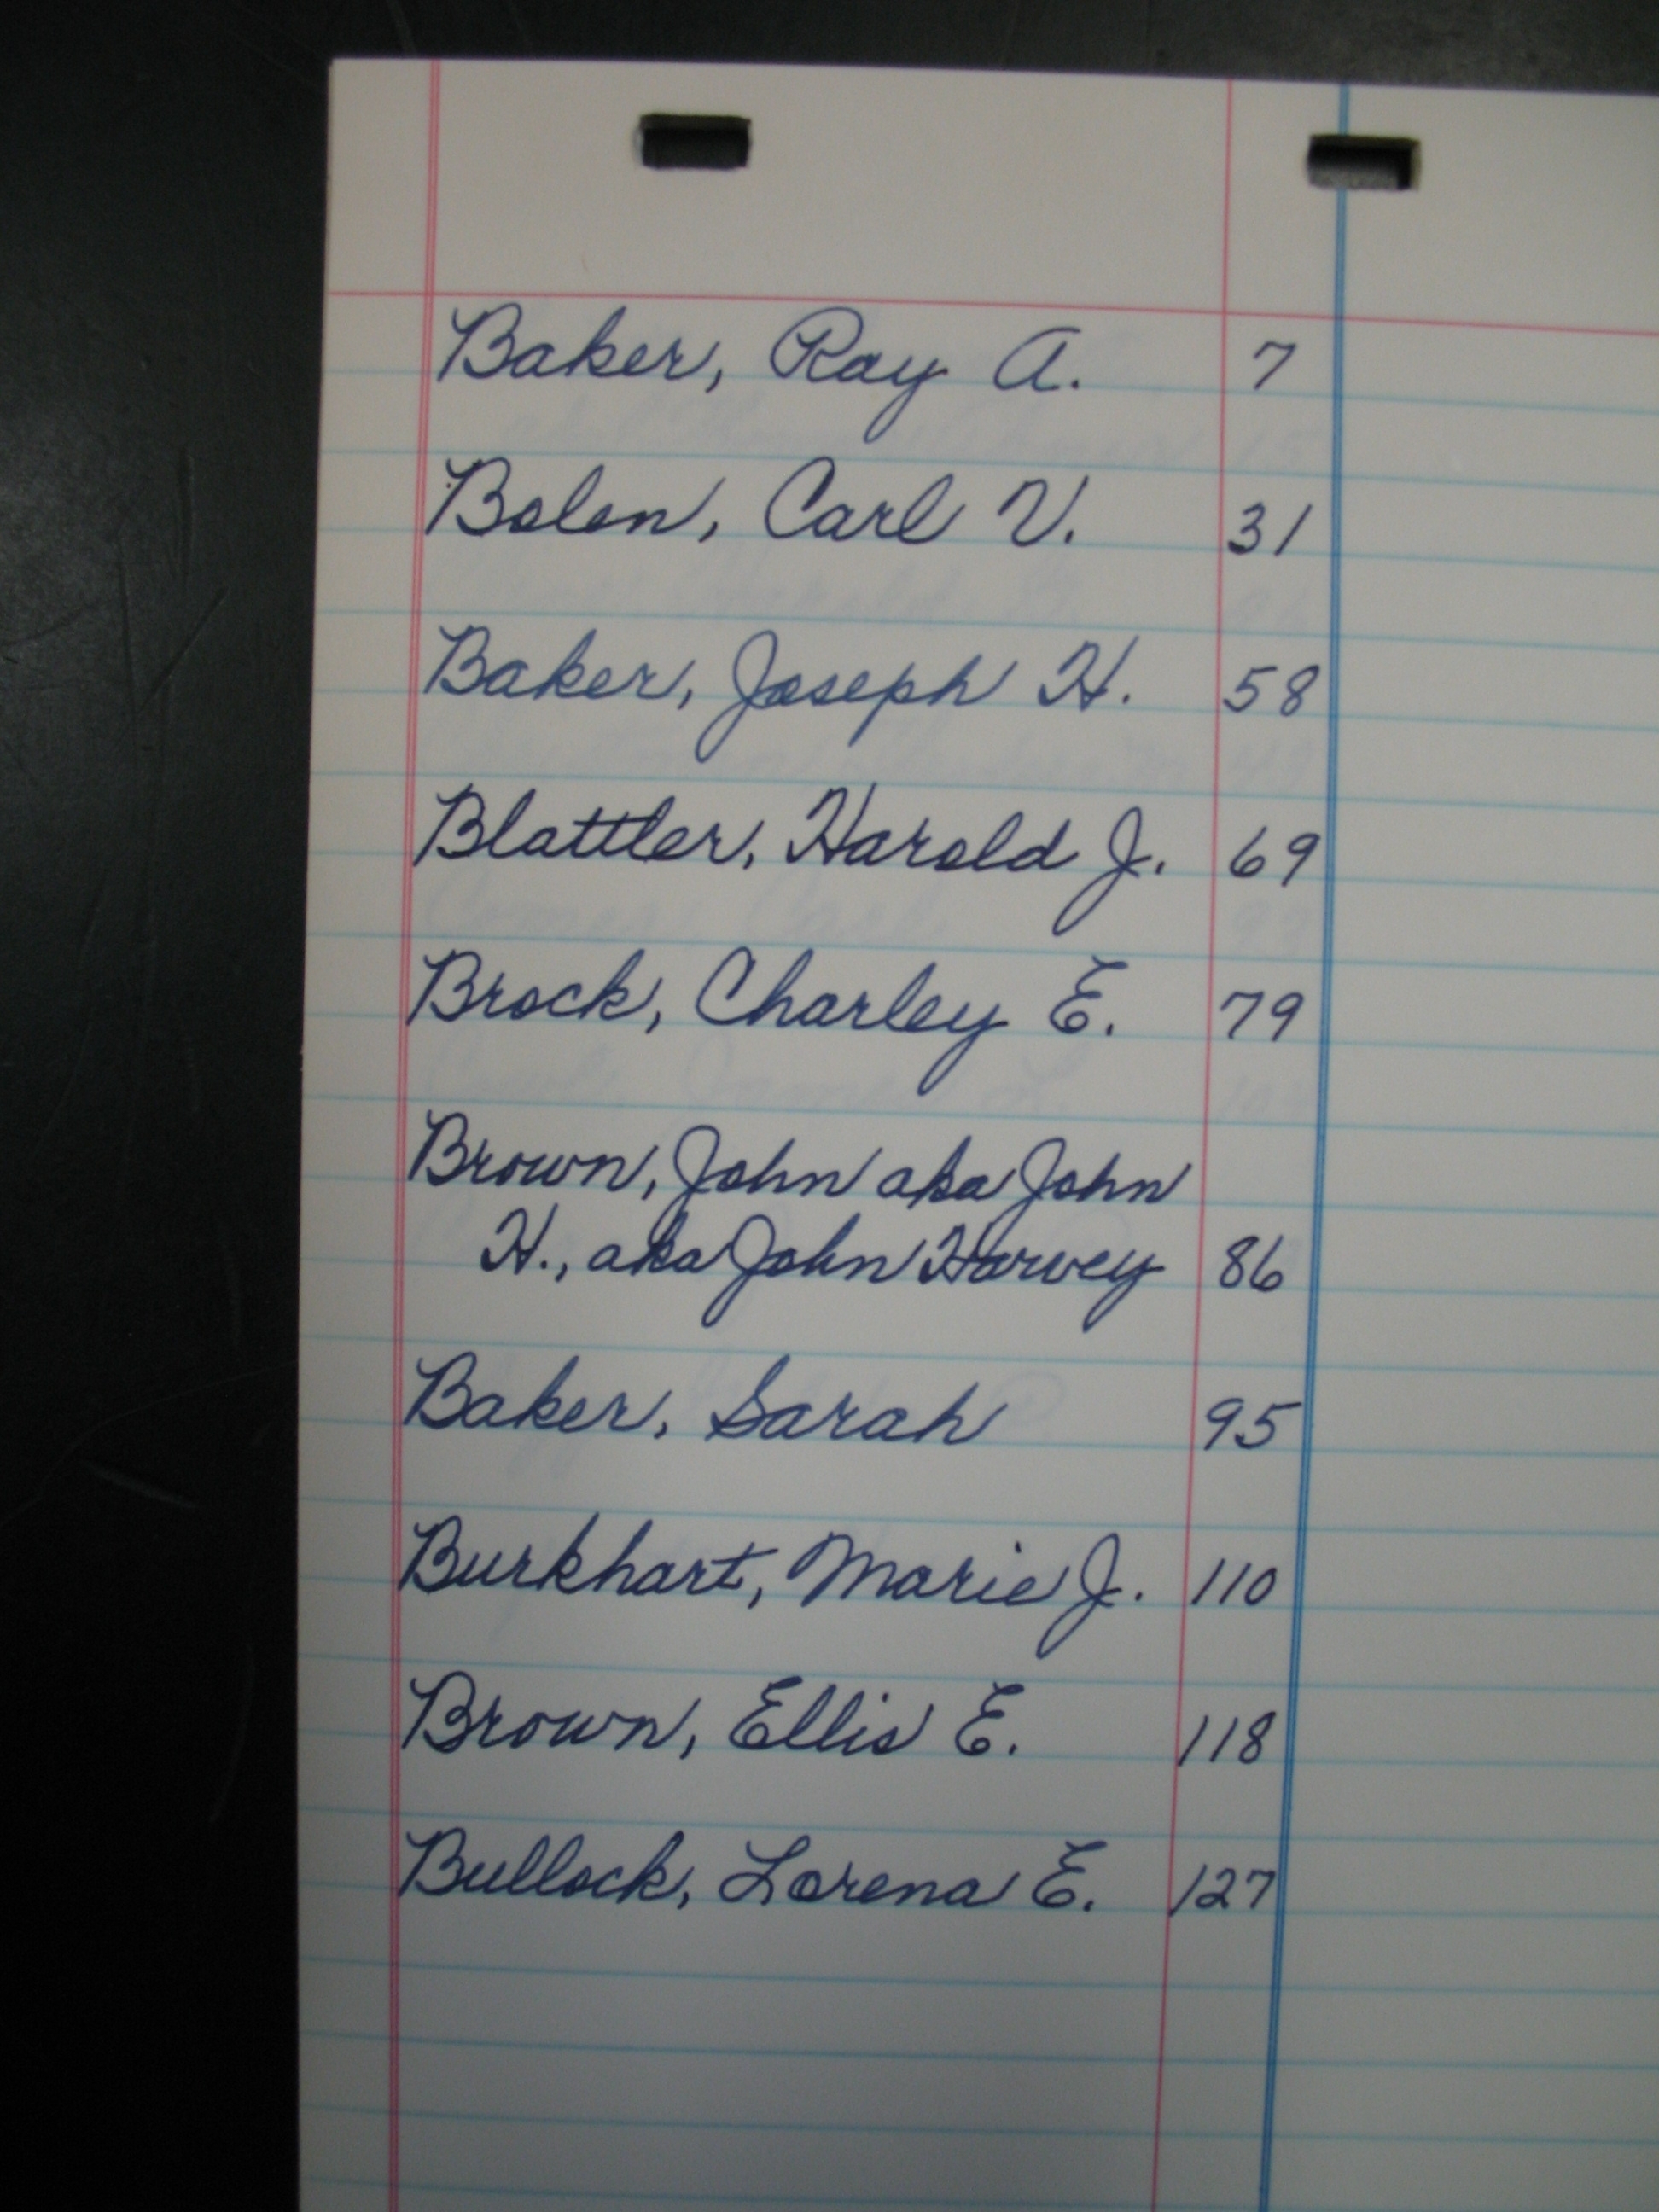 Baker, Ray A. 7
Bolen, Carl V. 31
Baker, Joseph H. 58
Blattler, Harold J. 69
Brock, Charley E. 79
Brown, John aka John
H., aka John Harvey 86
Baker, Sarah 95
Burkhart, Marie J. 110
Brown, Ellis E. 118
Bullock, Lorena E. 127